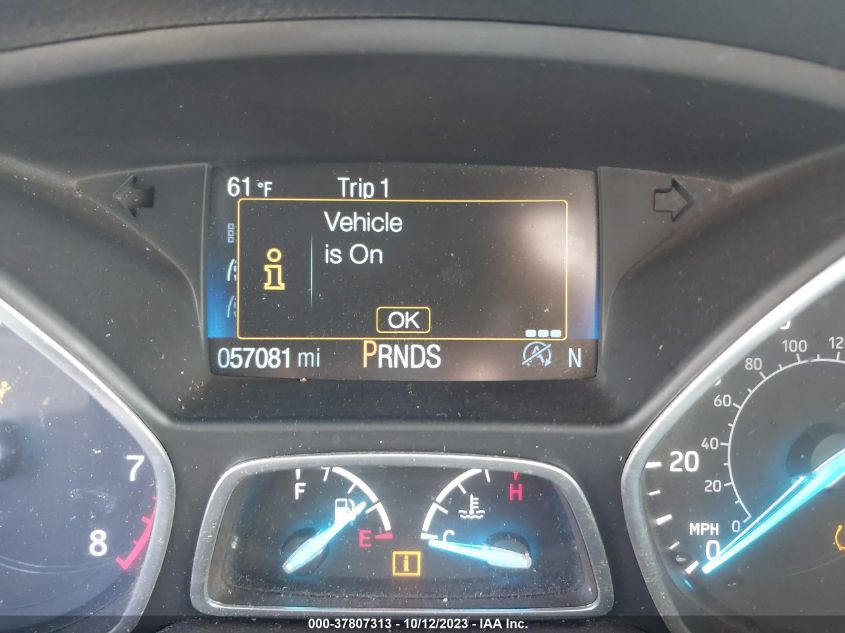 61 °F Trip 1
Vehicle
is On
OK
057081 mi PRNDS N
7
8
F
E
H
C
20
0
MPH
0
20
40
60
80
100
12
000-37807313 - 10/12/2023 - IAA Inc.